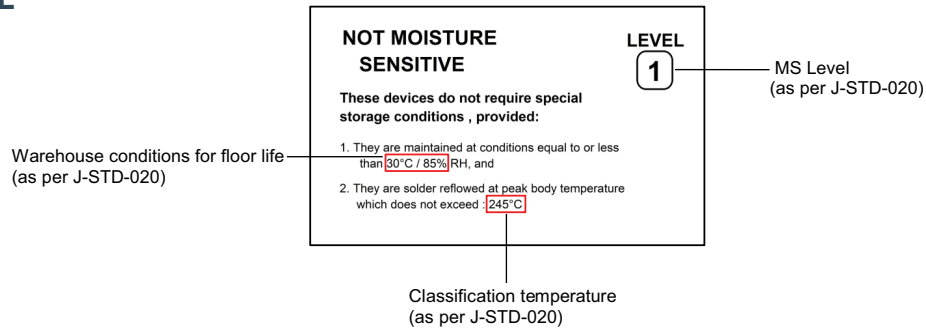 NOT MOISTURE
SENSITIVE
LEVEL
1
These devices do not require special
storage conditions , provided:
1. They are maintained at conditions equal to or less
than 30°C / 85% RH, and
2. They are solder reflowed at peak body temperature
which does not exceed : 245°C
MS Level
(as per J-STD-020)
Warehouse conditions for floor life
(as per J-STD-020)
Classification temperature
(as per J-STD-020)